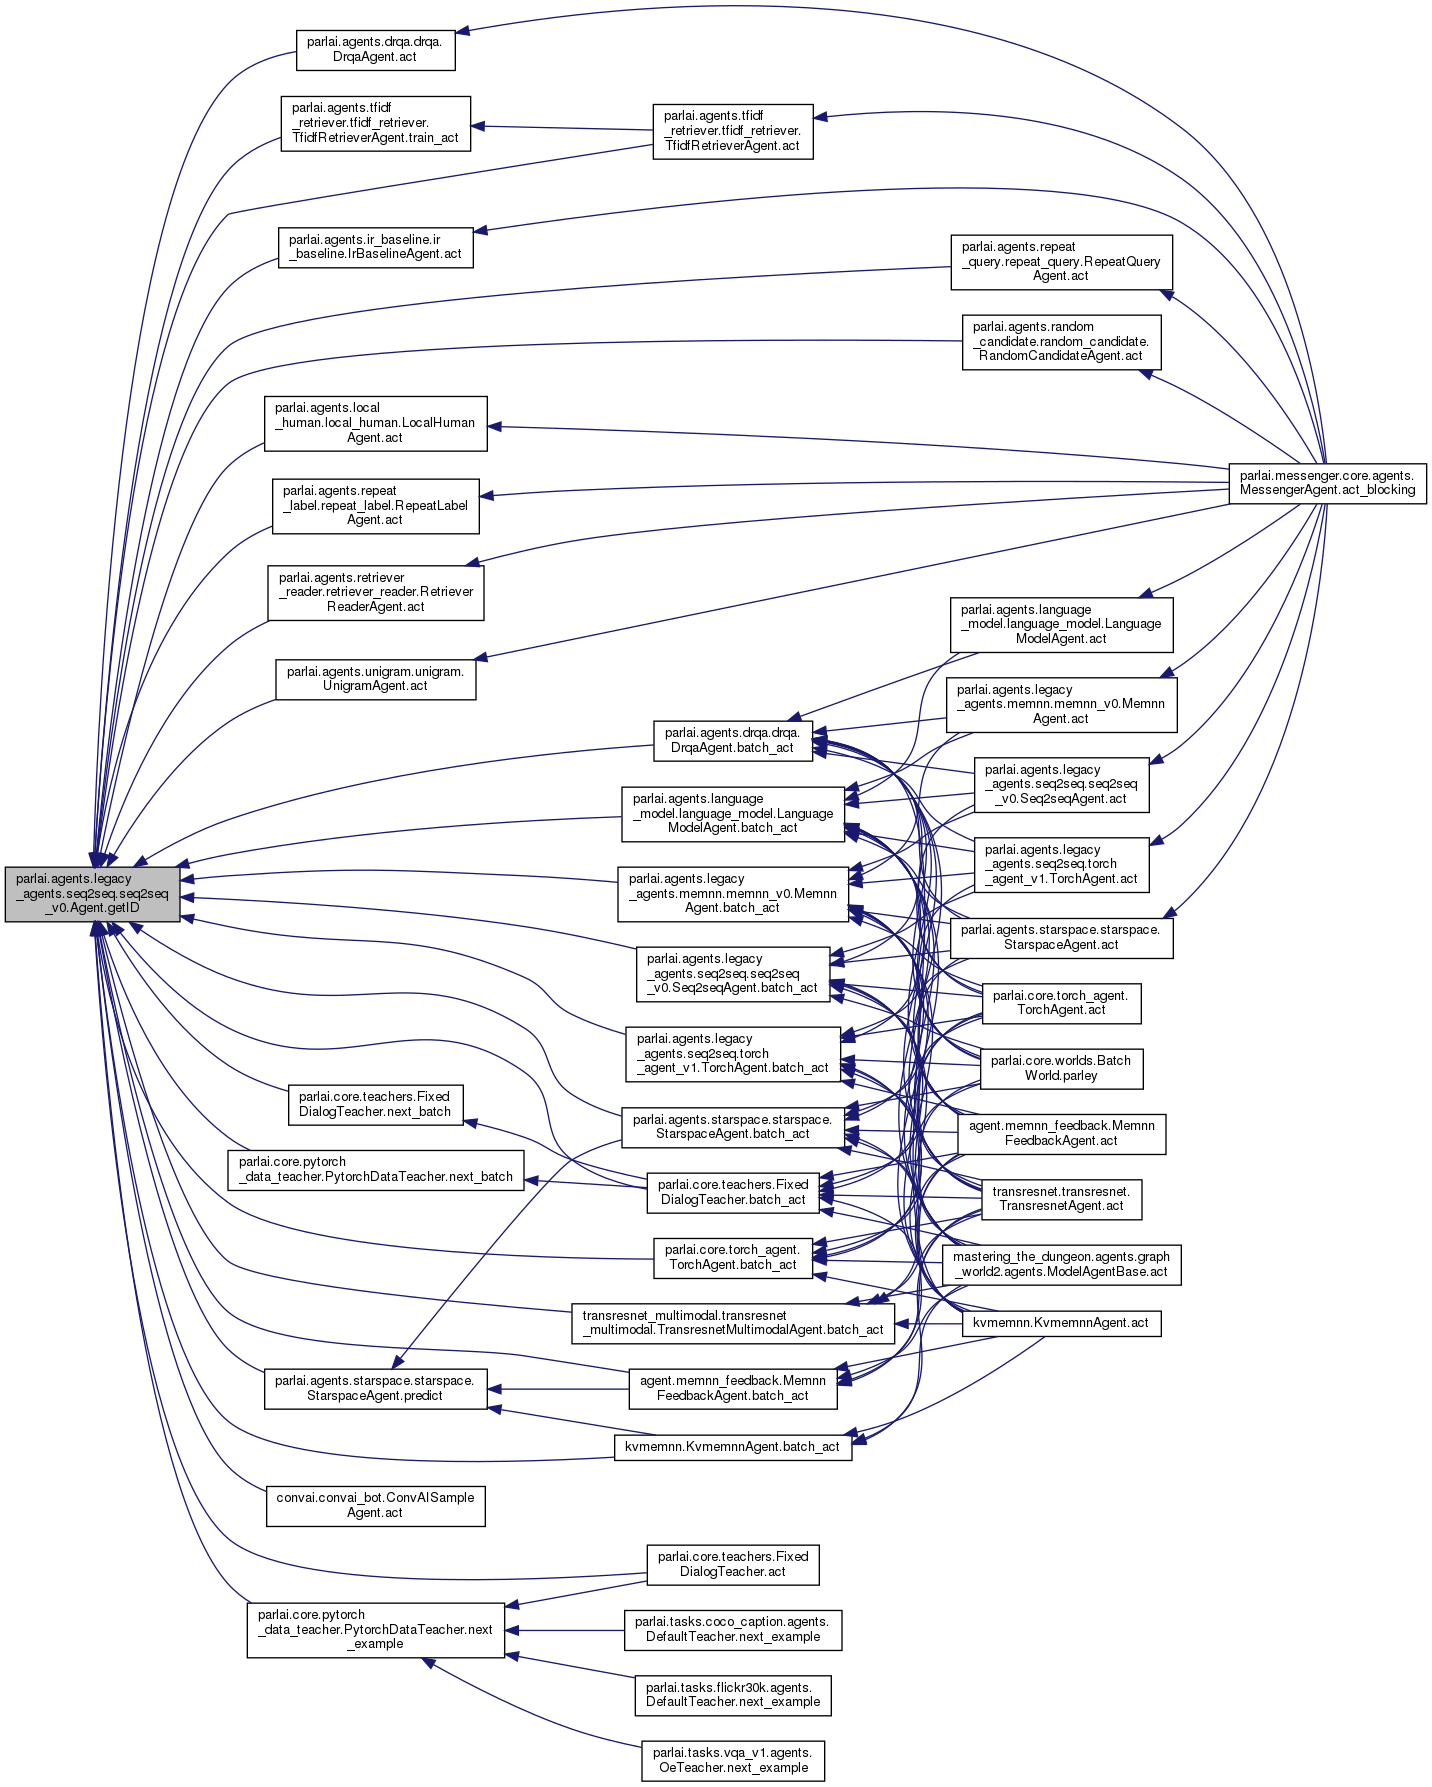 parlai.agents.drqa.drqa.
DrqaAgent.act
parlai.agents.tfidf
_retriever.tfidf_retriever.
TfidfRetrieverAgent.train_act
parlai.agents.tfidf
_retriever.tfidf_retriever.
TfidfRetrieverAgent.act
parlai.agents.ir_baseline.ir
_baseline.IrBaselineAgent.act
parlai.agents.repeat
_query.repeat_query.RepeatQuery
Agent.act
parlai.agents.random
_candidate.random_candidate.
RandomCandidateAgent.act
parlai.agents.local
_human.local_human.LocalHuman
Agent.act
parlai.messenger.core.agents.
MessengerAgent.act_blocking
parlai.agents.repeat
_label.repeat_label.RepeatLabel
Agent.act
parlai.agents.retriever
_reader.retriever_reader.Retriever
ReaderAgent.act
parlai.agents.unigram.unigram.
UnigramAgent.act
parlai.agents.language
_model.language_model.Language
ModelAgent.act
parlai.agents.legacy
_agents.memnn.memnn_v0.Memnn
Agent.act
parlai.agents.drqa.drqa.
DrqaAgent.batch_act
parlai.agents.legacy
_agents.seq2seq.seq2seq
_v0.Seq2seqAgent.act
parlai.agents.language
_model.language_model.Language
ModelAgent.batch_act
parlai.agents.legacy
_agents.seq2seq.torch
_agent_v1.TorchAgent.act
parlai.agents.legacy
_agents.seq2seq.seq2seq
_v0.Agent.getID
parlai.agents.legacy
_agents.memnn.memnn_v0.Memnn
Agent.batch_act
parlai.agents.starspace.starspace.
StarspaceAgent.act
parlai.agents.legacy
_agents.seq2seq.seq2seq
_v0.Seq2seqAgent.batch_act
parlai.core.torch_agent.
TorchAgent.act
parlai.agents.legacy
_agents.seq2seq.torch
_agent_v1.TorchAgent.batch_act
parlai.core.worlds.Batch
World.parley
parlai.core.teachers.Fixed
DialogTeacher.next_batch
parlai.agents.starspace.starspace.
StarspaceAgent.batch_act
agent.memnn_feedback.Memnn
FeedbackAgent.act
parlai.core.pytorch
_data_teacher.PytorchDataTeacher.next_batch
parlai.core.teachers.Fixed
DialogTeacher.batch_act
transresnet.transresnet.
TransresnetAgent.act
parlai.core.torch_agent.
TorchAgent.batch_act
mastering_the_dungeon.agents.graph
_world2.agents.ModelAgentBase.act
transresnet_multimodal.transresnet
_multimodal.TransresnetMultimodalAgent.batch_act
kvmemnn.KvmemnnAgent.act
parlai.agents.starspace.starspace.
StarspaceAgent.predict
agent.memnn_feedback.Memnn
FeedbackAgent.batch_act
kvmemnn.KvmemnnAgent.batch_act
convai.convai_bot.ConvAISample
Agent.act
parlai.core.teachers.Fixed
DialogTeacher.act
parlai.core.pytorch
_data_teacher.PytorchDataTeacher.next
_example
parlai.tasks.coco_caption.agents.
DefaultTeacher.next_example
parlai.tasks.flickr30k.agents.
DefaultTeacher.next_example
parlai.tasks.vqa_v1.agents.
OeTeacher.next_example